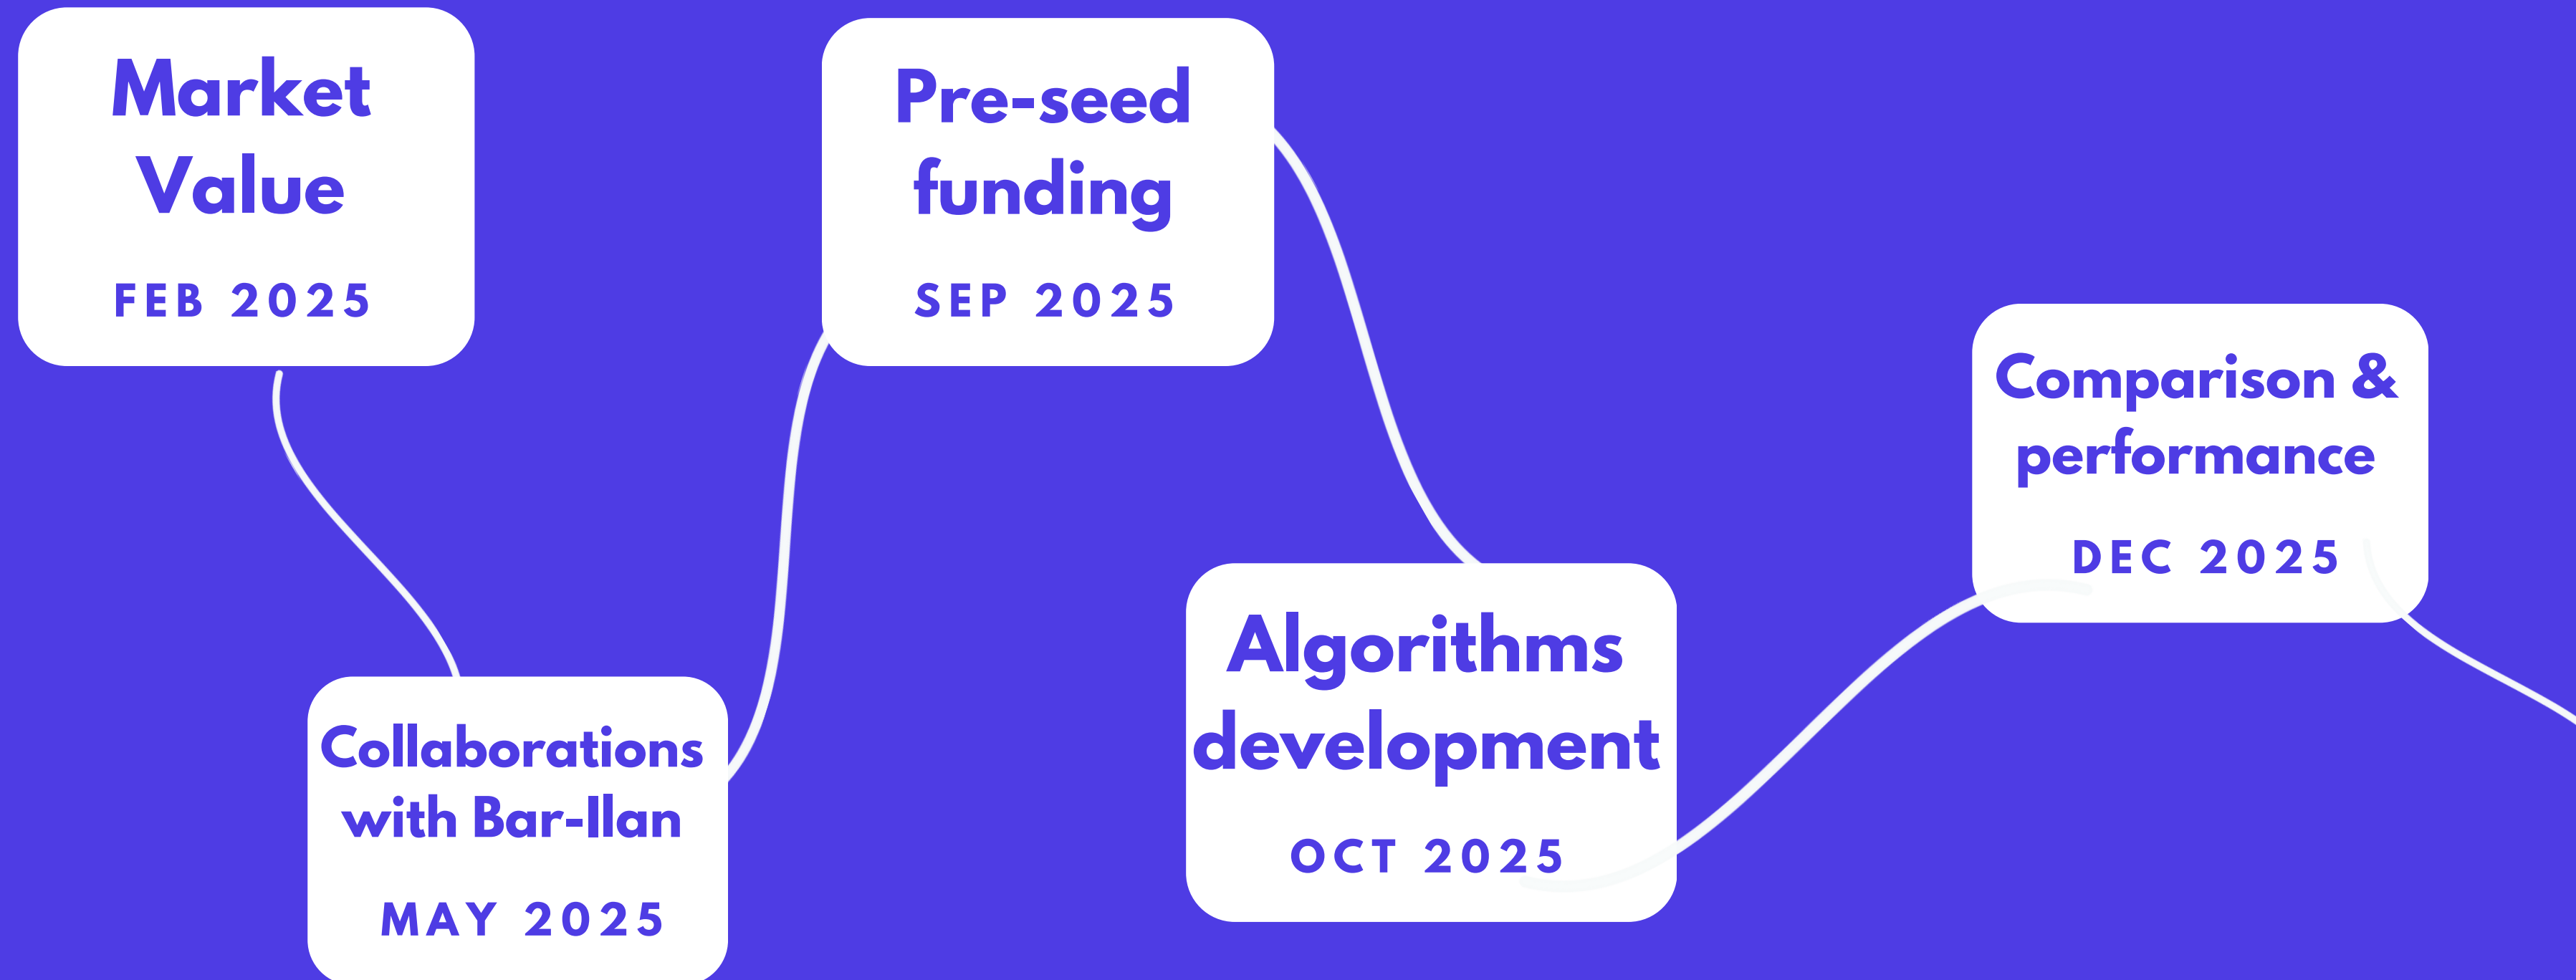 Market
Value
FEB 2025
Collaborations
with Bar-Ilan
MAY 2025
Pre-seed
funding
SEP 2025
Algorithms
development
OCT 2025
Comparison &
performance
DEC 2025